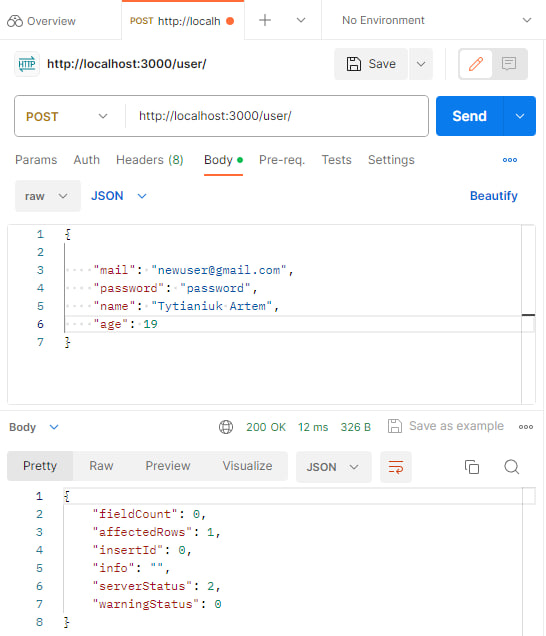 Overview POST http://localh No Environment
HTTP http://localhost:3000/user/ Save
POST http://localhost:3000/user/ Send
Params Auth Headers (8) Body Pre-req. Tests Settings
raw JSON Beautify
1 {
2
3 "mail": "newuser@gmail.com",
4 "password": "password",
5 "name": "Tytianiuk Artem",
6 "age": 19
7 }
Body 200 OK 12 ms 326 B Save as example
Pretty Raw Preview Visualize JSON
1 {
2 "fieldCount": 0,
3 "affectedRows": 1,
4 "insertId": 0,
5 "info": "",
6 "serverStatus": 2,
7 "warningStatus": 0
8 }